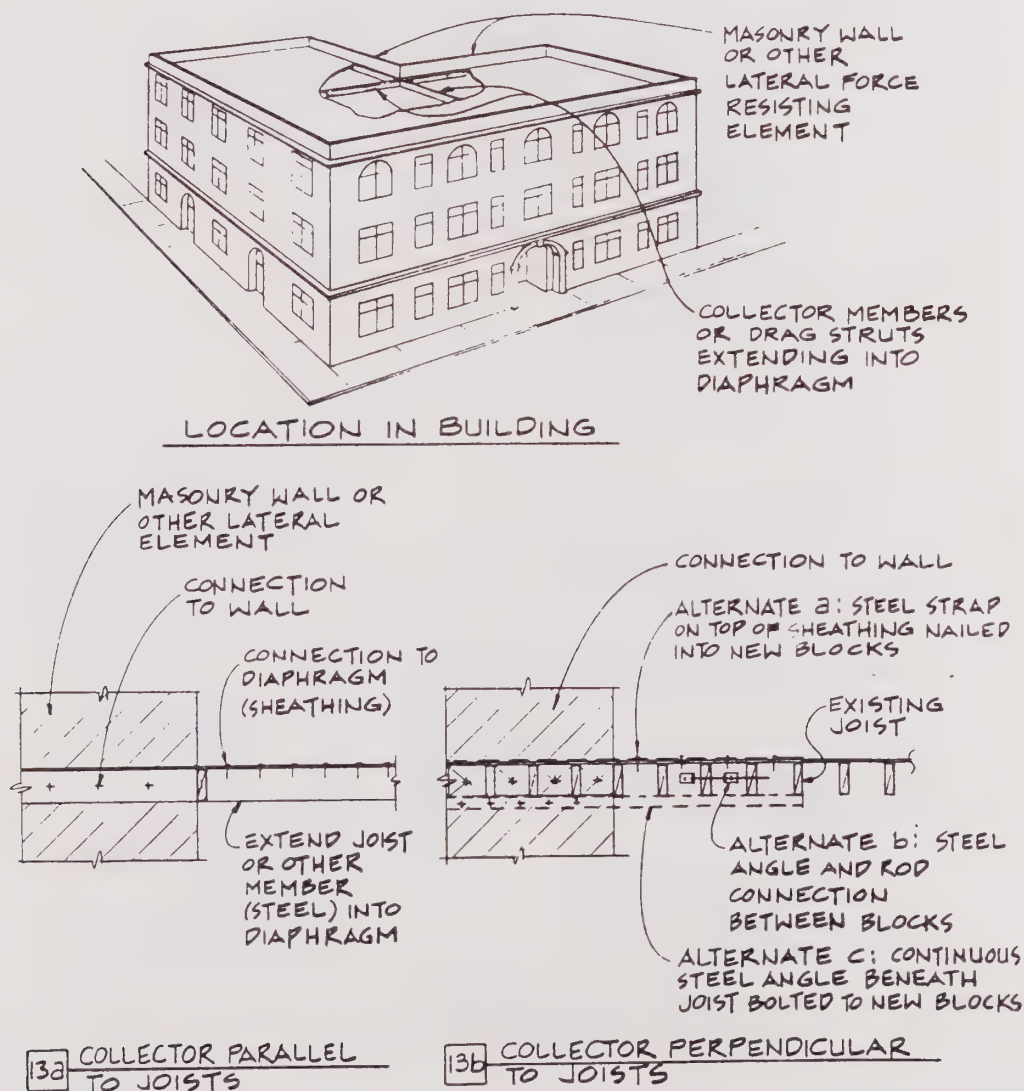 MASONRY WALL
OR OTHER
LATERAL FORCE
RESISTING
ELEMENT
COLLECTOR MEMBERS
OR DRAG STRUTS
EXTENDING INTO
DIAPHRAGM
LOCATION IN BUILDING
MASONRY WALL OR
OTHER LATERAL
ELEMENT
CONNECTION
TO WALL
CONNECTION TO
DIAPHRAGM
(SHEATHING)
EXTEND JOIST
OR OTHER
MEMBER
(STEEL) INTO
DIAPHRAGM
13a COLLECTOR PARALLEL
TO JOISTS
CONNECTION TO WALL
ALTERNATE a: STEEL STRAP
ON TOP OF SHEATHING NAILED
INTO NEW BLOCKS
EXISTING
JOIST
ALTERNATE b: STEEL
ANGLE AND ROD
CONNECTION
BETWEEN BLOCKS
ALTERNATE c: CONTINUOUS
STEEL ANGLE BENEATH
JOIST BOLTED TO NEW BLOCKS
13b COLLECTOR PERPENDICULAR
TO JOISTS